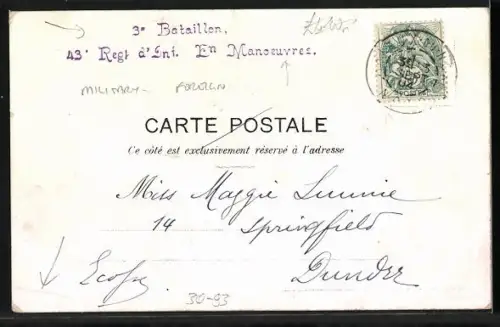 3e Bataillon,
43e Regt d'Inf. En Manoeuvres.
MILITARY- FOREIGN
CARTE POSTALE
Ce côté est exclusivement réservé à l'adresse
Miss Maggie
14 Springfield
Dundee
Ecosse
30-93